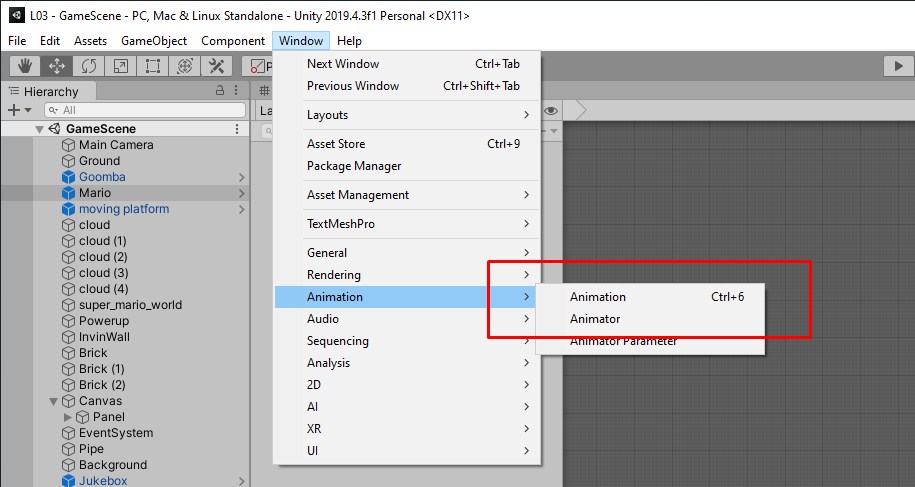 L03 - GameScene - PC, Mac & Linux Standalone - Unity 2019.4.3f1 Personal <DX11>
File Edit Assets GameObject Component Window Help
Hierarchy
All
GameScene
Main Camera
Ground
Goomba
Mario
moving platform
cloud
cloud (1)
cloud (2)
cloud (3)
cloud (4)
super_mario_world
Powerup
InvinWall
Brick
Brick (1)
Brick (2)
Canvas
Panel
EventSystem
Pipe
Background
Jukebox
Next Window Ctrl+Tab
Previous Window Ctrl+Shift+Tab
Layouts
Asset Store Ctrl+9
Package Manager
Asset Management
TextMeshPro
General
Rendering
Animation
Audio
Sequencing
Analysis
2D
AI
XR
UI
Animation Ctrl+6
Animator
Animator Parameter